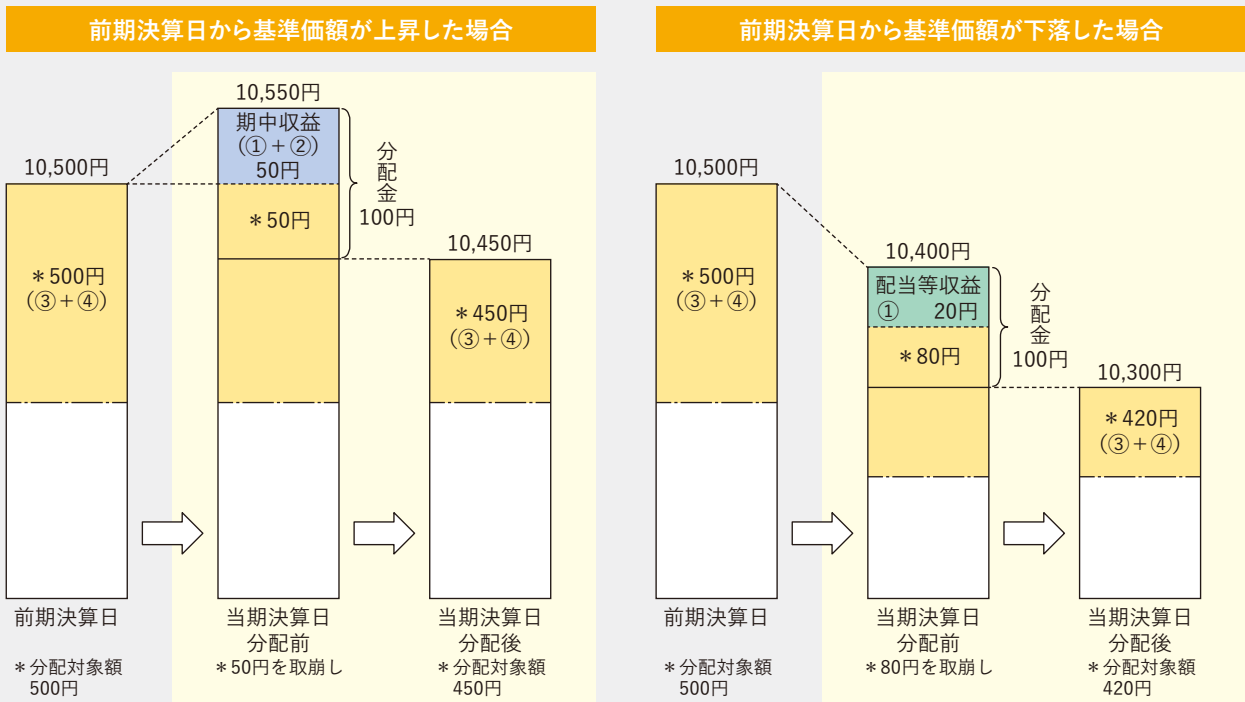 前期決算日から基準価額が上昇した場合
10,550円
期中収益
(①+②)
50円
分配金
100円
10,500円
＊50円
10,450円
＊500円
(③+④)
＊450円
(③+④)
前期決算日
当期決算日
分配前
当期決算日
分配後
＊分配対象額
500円
＊50円を取崩し
＊分配対象額
450円
前期決算日から基準価額が下落した場合
10,500円
10,400円
配当等収益
① 20円
分配金
100円
＊500円
(③+④)
＊80円
10,300円
＊420円
(③+④)
前期決算日
当期決算日
分配前
当期決算日
分配後
＊分配対象額
500円
＊80円を取崩し
＊分配対象額
420円